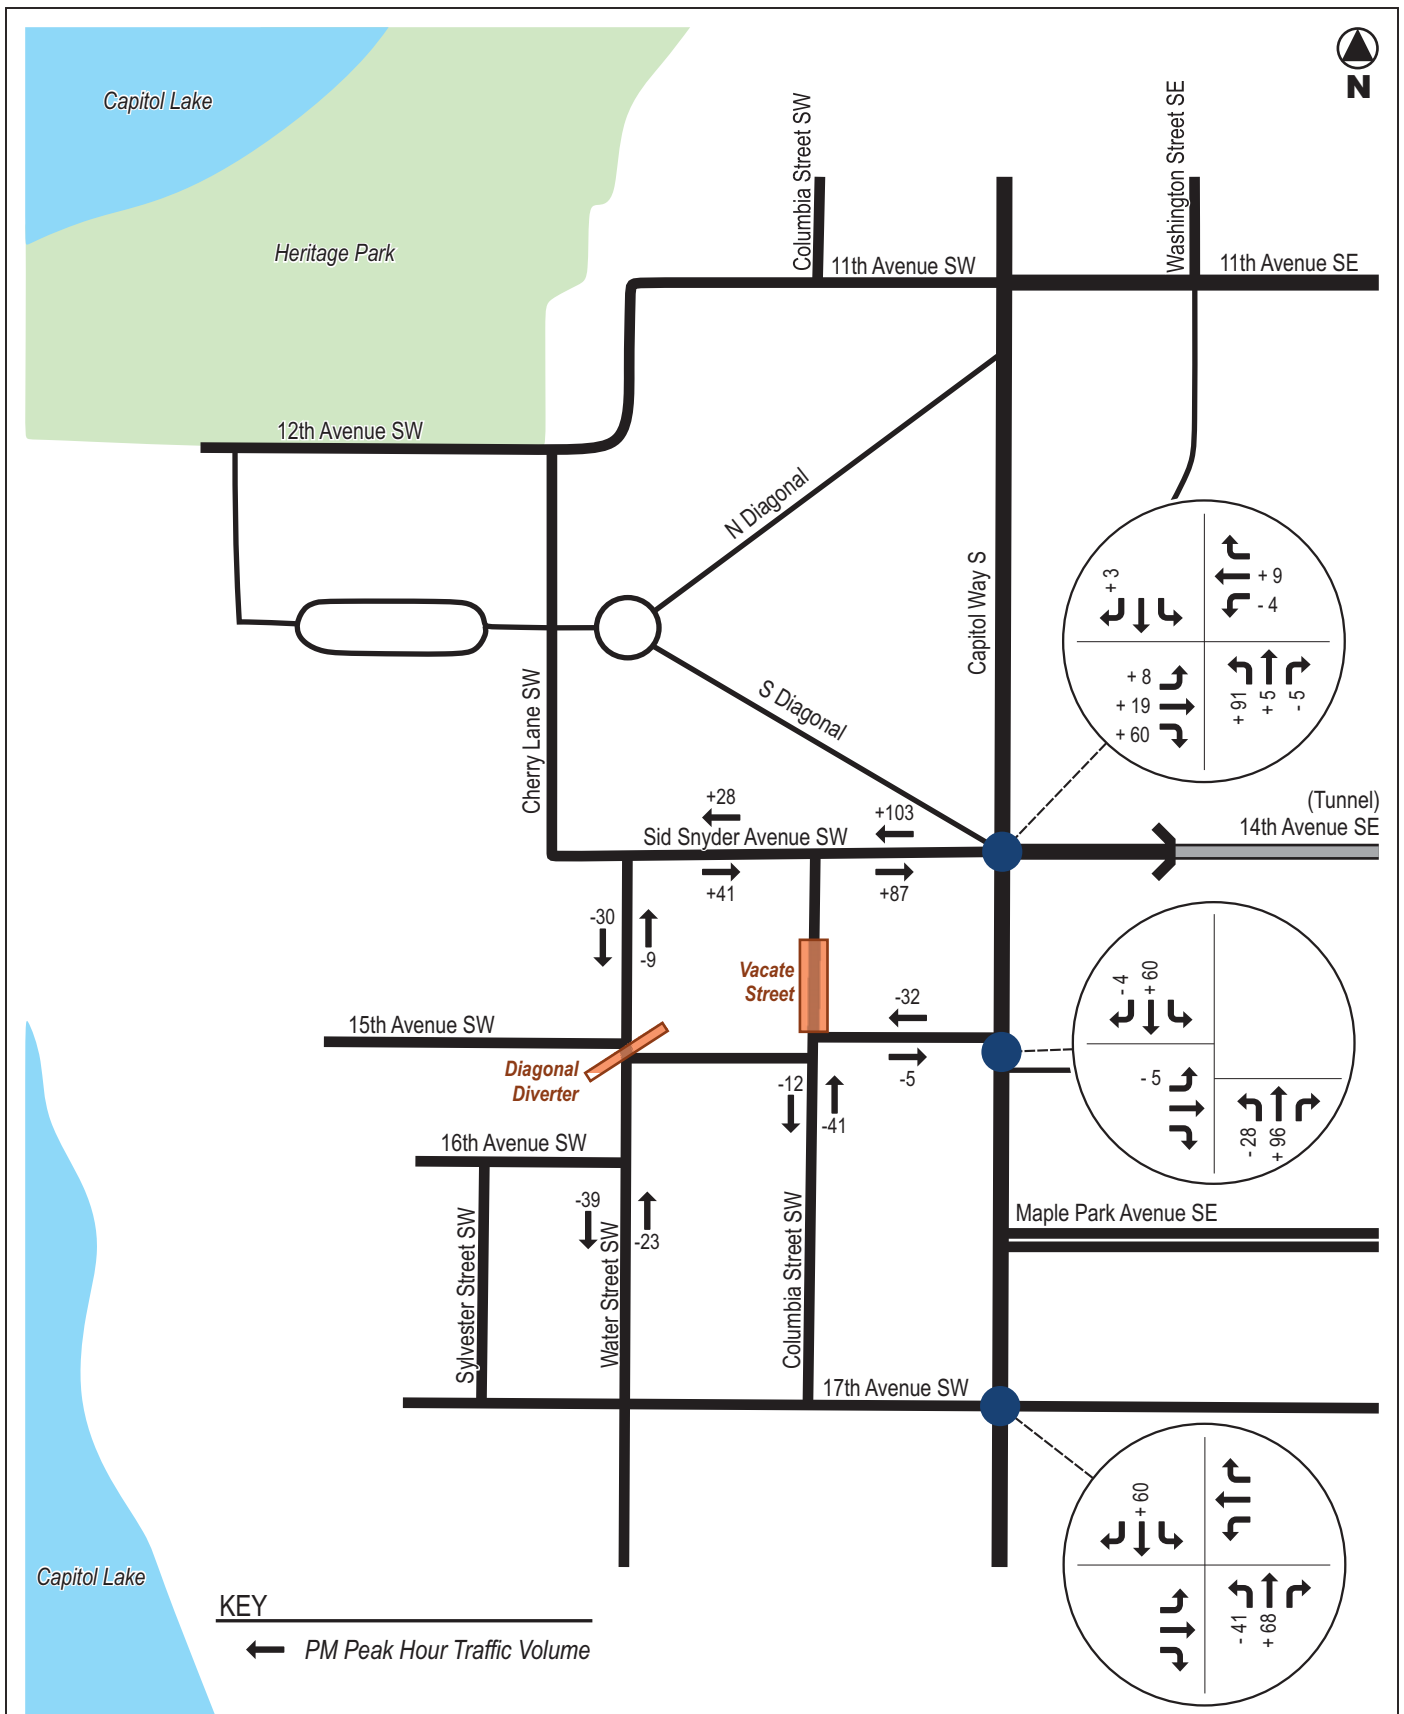 Capitol Lake
N
Columbia Street SW
Washington Street SE
Heritage Park
11th Avenue SW
11th Avenue SE
12th Avenue SW
N Diagonal
Capitol Way S
+ 3
+ 9
- 4
+ 8
+ 19
+ 60
+ 91
+ 5
- 5
Cherry Lane SW
S Diagonal
(Tunnel)
14th Avenue SE
+28
+103
Sid Snyder Avenue SW
+41
+87
-30
-9
Vacate
Street
-32
-5
15th Avenue SW
Diagonal
Diverter
-12
-41
- 4
+ 60
- 5
- 28
+ 96
16th Avenue SW
-39
-23
Sylvester Street SW
Water Street SW
Columbia Street SW
Maple Park Avenue SE
17th Avenue SW
+ 60
- 41
+ 68
Capitol Lake
KEY
PM Peak Hour Traffic Volume